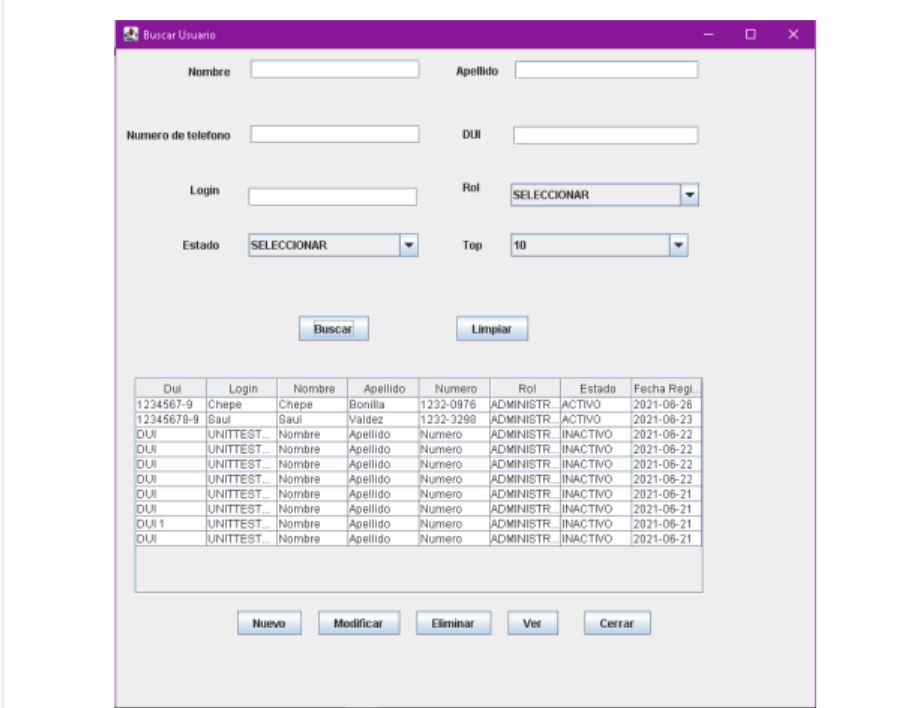 Buscar Usuario
Nombre Apellido
Numero de telefono DUI
Login Rol SELECCIONAR
Estado SELECCIONAR Top 10
Buscar Limpiar
Dui Login Nombre Apellido Numero Rol Estado Fecha Regi...
1234567-9 Chepe Chepe Bonilla 1232-0976 ADMINISTR... ACTIVO 2021-06-26
12345678-9 Saul Saul Valdez 1232-3298 ADMINISTR... ACTIVO 2021-06-23
DUI UNITTEST... Nombre Apellido Numero ADMINISTR... INACTIVO 2021-06-22
DUI UNITTEST... Nombre Apellido Numero ADMINISTR... INACTIVO 2021-06-22
DUI UNITTEST... Nombre Apellido Numero ADMINISTR... INACTIVO 2021-06-22
DUI UNITTEST... Nombre Apellido Numero ADMINISTR... INACTIVO 2021-06-22
DUI UNITTEST... Nombre Apellido Numero ADMINISTR... INACTIVO 2021-06-21
DUI UNITTEST... Nombre Apellido Numero ADMINISTR... INACTIVO 2021-06-21
DUI 1 UNITTEST... Nombre Apellido Numero ADMINISTR... INACTIVO 2021-06-21
DUI UNITTEST... Nombre Apellido Numero ADMINISTR... INACTIVO 2021-06-21
Nuevo Modificar Eliminar Ver Cerrar